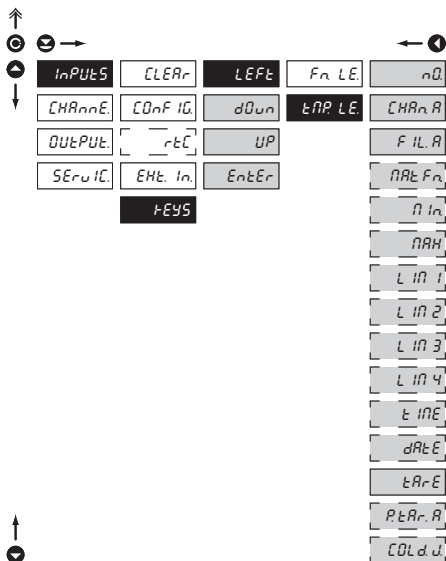 InPUtS CLEAr LEFt Fn. LE. nO.
CHAnnE. COnFIG. dOwn tMP. LE. CHAn. A
OUtPUt. rtC UP FIL. A
SErvIC. EXt. In. EntEr MAt Fn.
KEYS MIn.
MAX
LIM 1
LIM 2
LIM 3
LIM 4
tIME
dAtE
tArE
P.tAr. A
COLd. J.